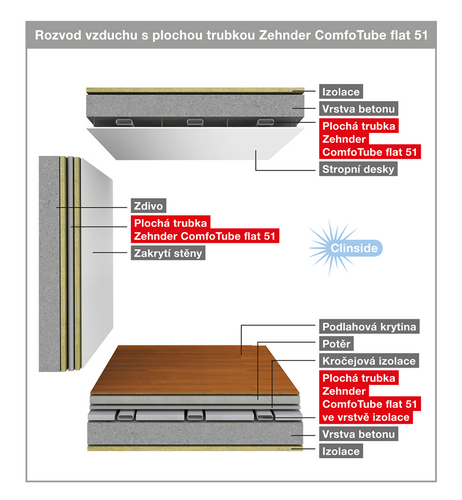 Rozvod vzduchu s plochou trubkou Zehnder ComfoTube flat 51
Izolace
Vrstva betonu
Plochá trubka
Zehnder
ComfoTube flat 51
Stropní desky
Zdivo
Plochá trubka
Zehnder ComfoTube flat 51
Zakrytí stěny
Clinside
Podlahová krytina
Potěr
Kročejová izolace
Plochá trubka
Zehnder
ComfoTube flat 51
ve vrstvě izolace
Vrstva betonu
Izolace